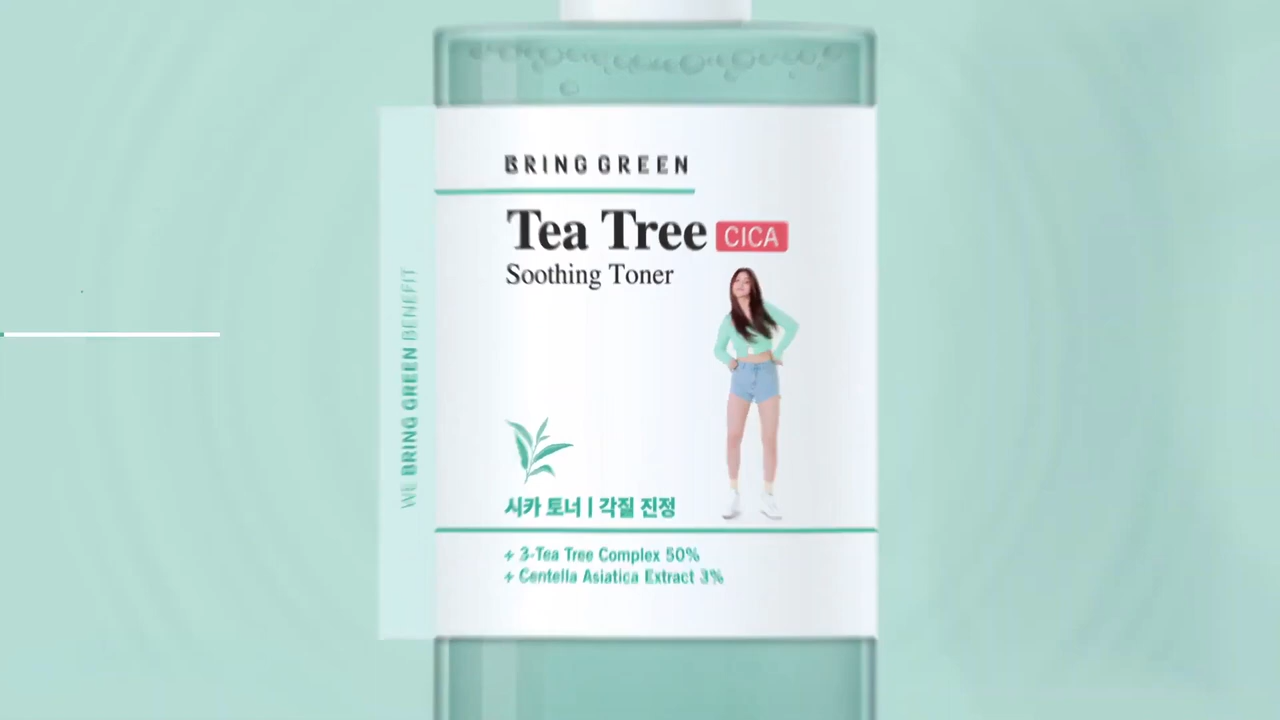 BRING GREEN
Tea Tree CICA
Soothing Toner
WE BRING GREEN BENEFIT
시카 토너 | 각질 진정
+ 3-Tea Tree Complex 50%
+ Centella Asiatica Extract 3%